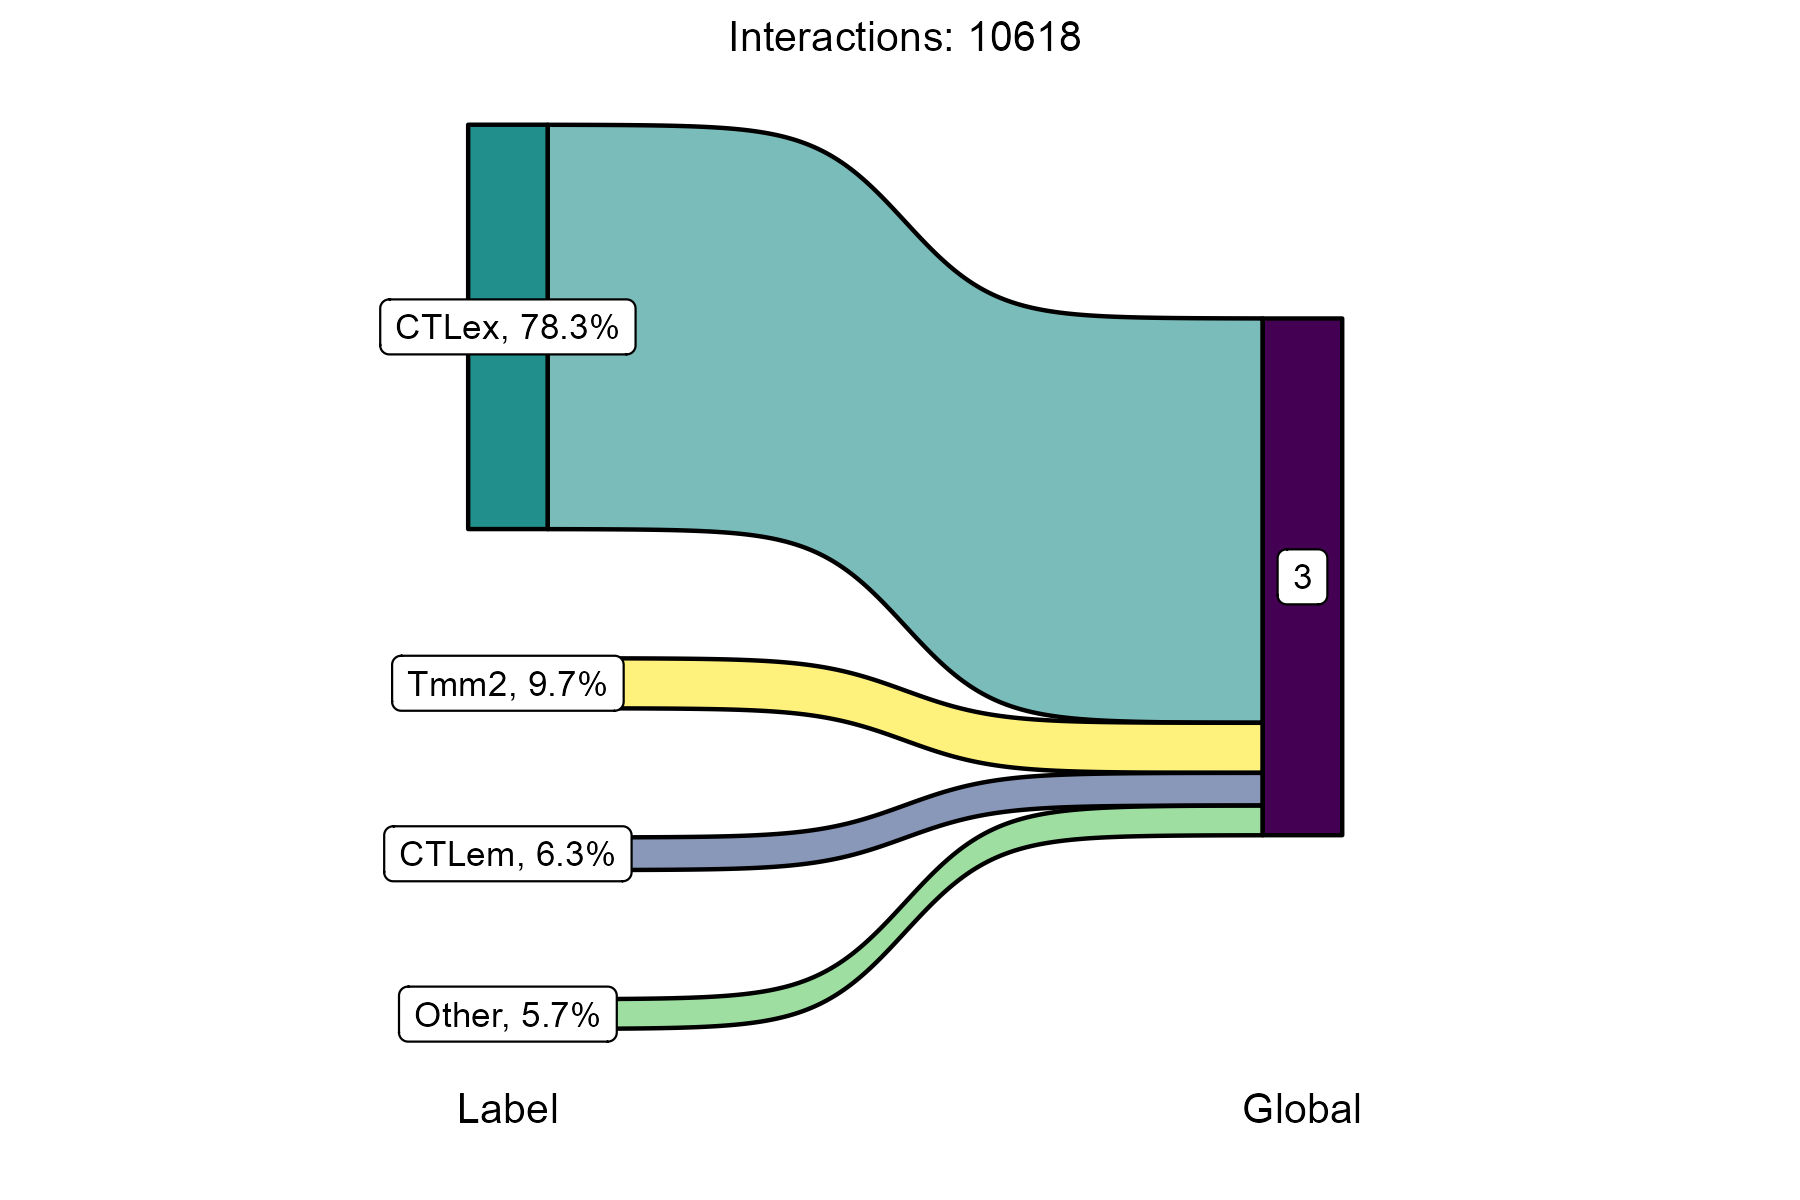 Interactions: 10618
CTLex, 78.3%
3
Tmm2, 9.7%
CTLem, 6.3%
Other, 5.7%
Label
Global